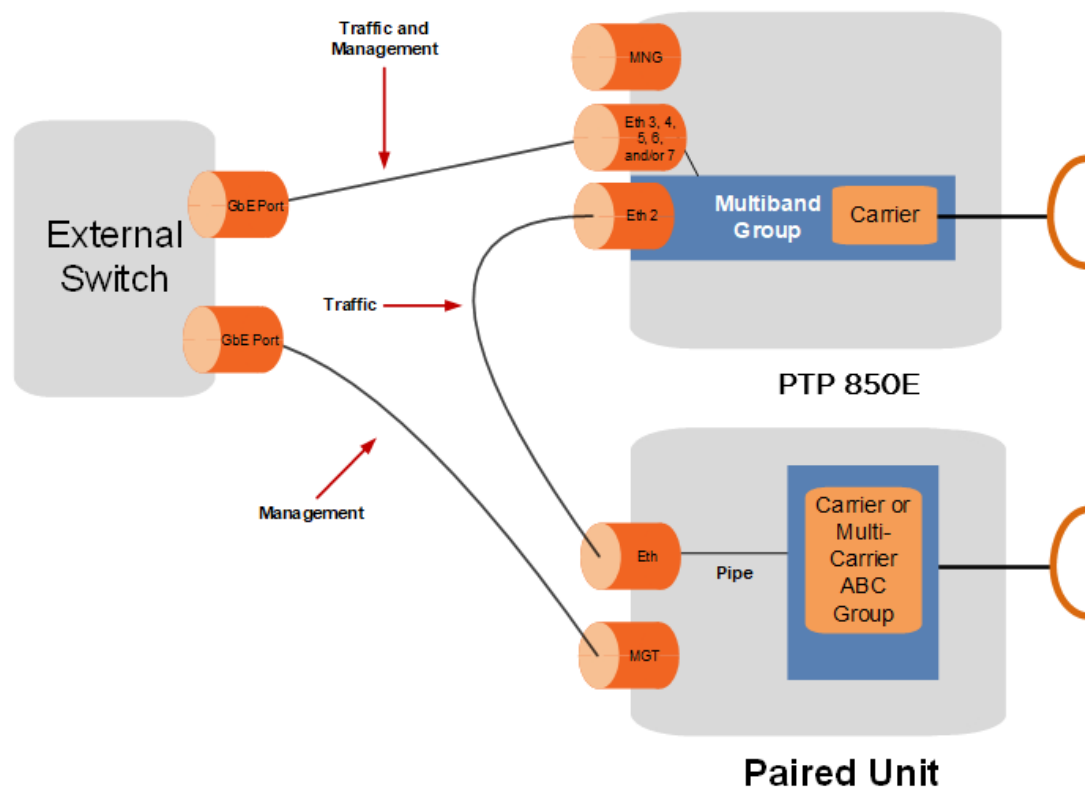 Traffic and
Management
MNG
Eth 3, 4,
5, 6,
and/or 7
GbE Port
Eth 2
Multiband
Group
Carrier
External
Switch
Traffic
GbE Port
PTP 850E
Management
Carrier or
Multi-
Carrier
ABC
Group
Eth
Pipe
MGT
Paired Unit